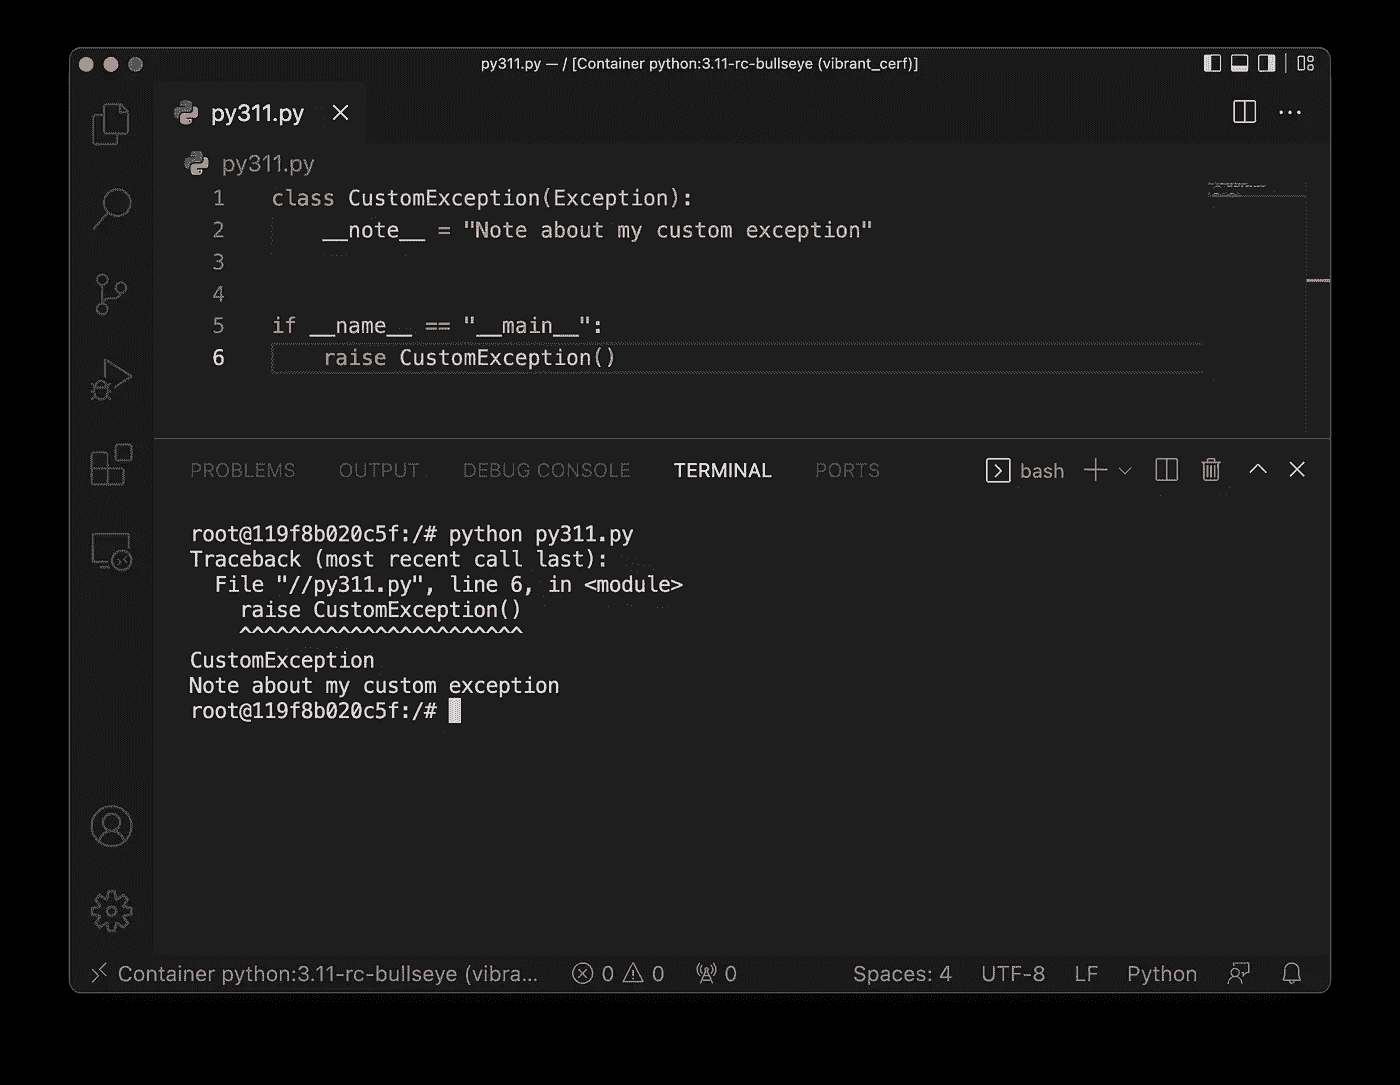 py311.py — / [Container python:3.11-rc-bullseye (vibrant_cerf)]
py311.py
py311.py
1 class CustomException(Exception):
2     __note__ = "Note about my custom exception"
3
4
5 if __name__ == "__main__":
6     raise CustomException()
PROBLEMS OUTPUT DEBUG CONSOLE TERMINAL PORTS bash
root@119f8b020c5f:/# python py311.py
Traceback (most recent call last):
  File "//py311.py", line 6, in <module>
    raise CustomException()
    ^^^^^^^^^^^^^^^^^^^^^^^
CustomException
Note about my custom exception
root@119f8b020c5f:/#
Container python:3.11-rc-bullseye (vibra... 0 0 0 Spaces: 4 UTF-8 LF Python